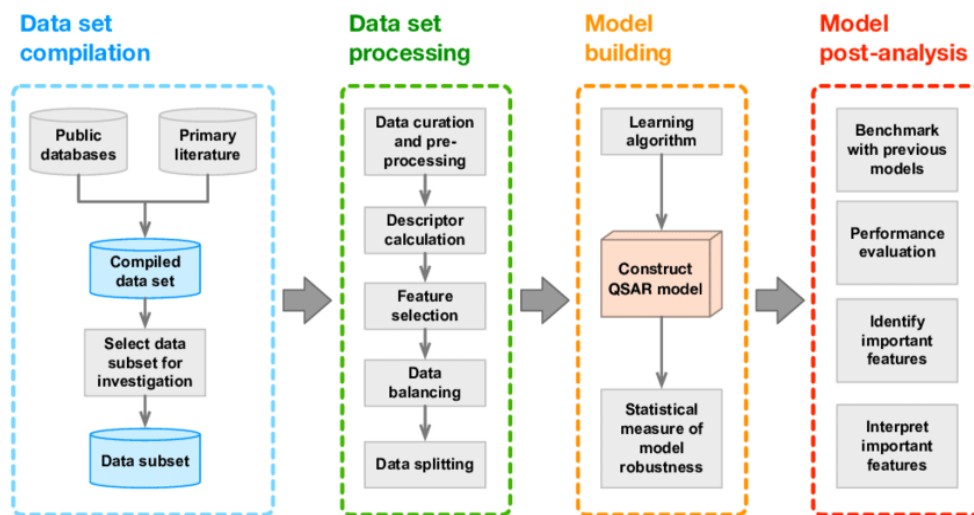 Data set
compilation
Public
databases
Primary
literature
Compiled
data set
Select data
subset for
investigation
Data subset
Data set
processing
Data curation
and pre-
processing
Descriptor
calculation
Feature
selection
Data
balancing
Data splitting
Model
building
Learning
algorithm
Construct
QSAR model
Statistical
measure of
model
robustness
Model
post-analysis
Benchmark
with previous
models
Performance
evaluation
Identify
important
features
Interpret
important
features